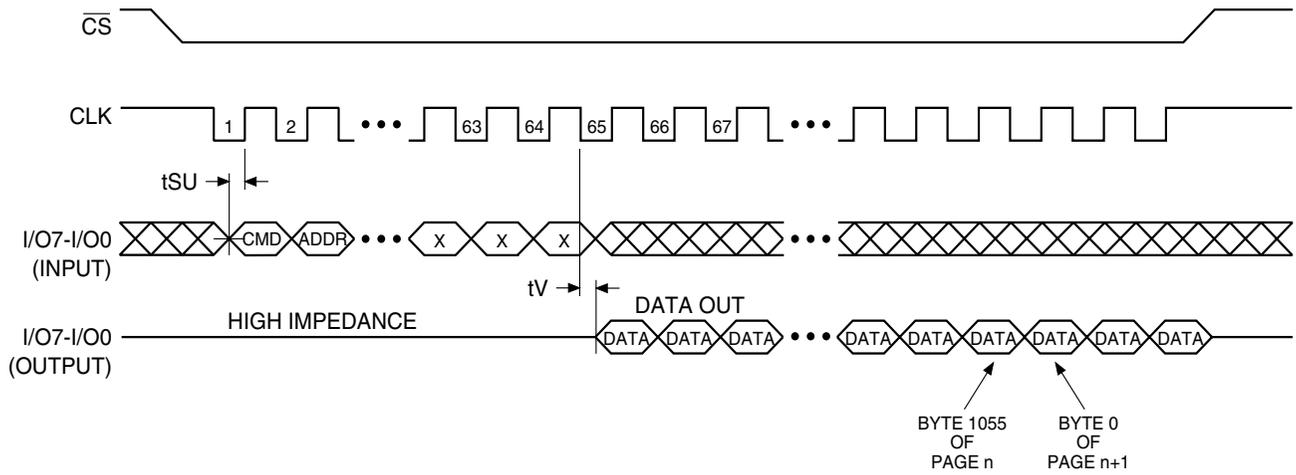 CS
CLK
1 2 ••• 63 64 65 66 67 •••
tSU
I/O7-I/O0
(INPUT)
CMD ADDR ••• X X X •••
tV
DATA OUT
HIGH IMPEDANCE
I/O7-I/O0
(OUTPUT)
DATA DATA DATA ••• DATA DATA DATA DATA DATA DATA
BYTE 1055
OF
PAGE n
BYTE 0
OF
PAGE n+1